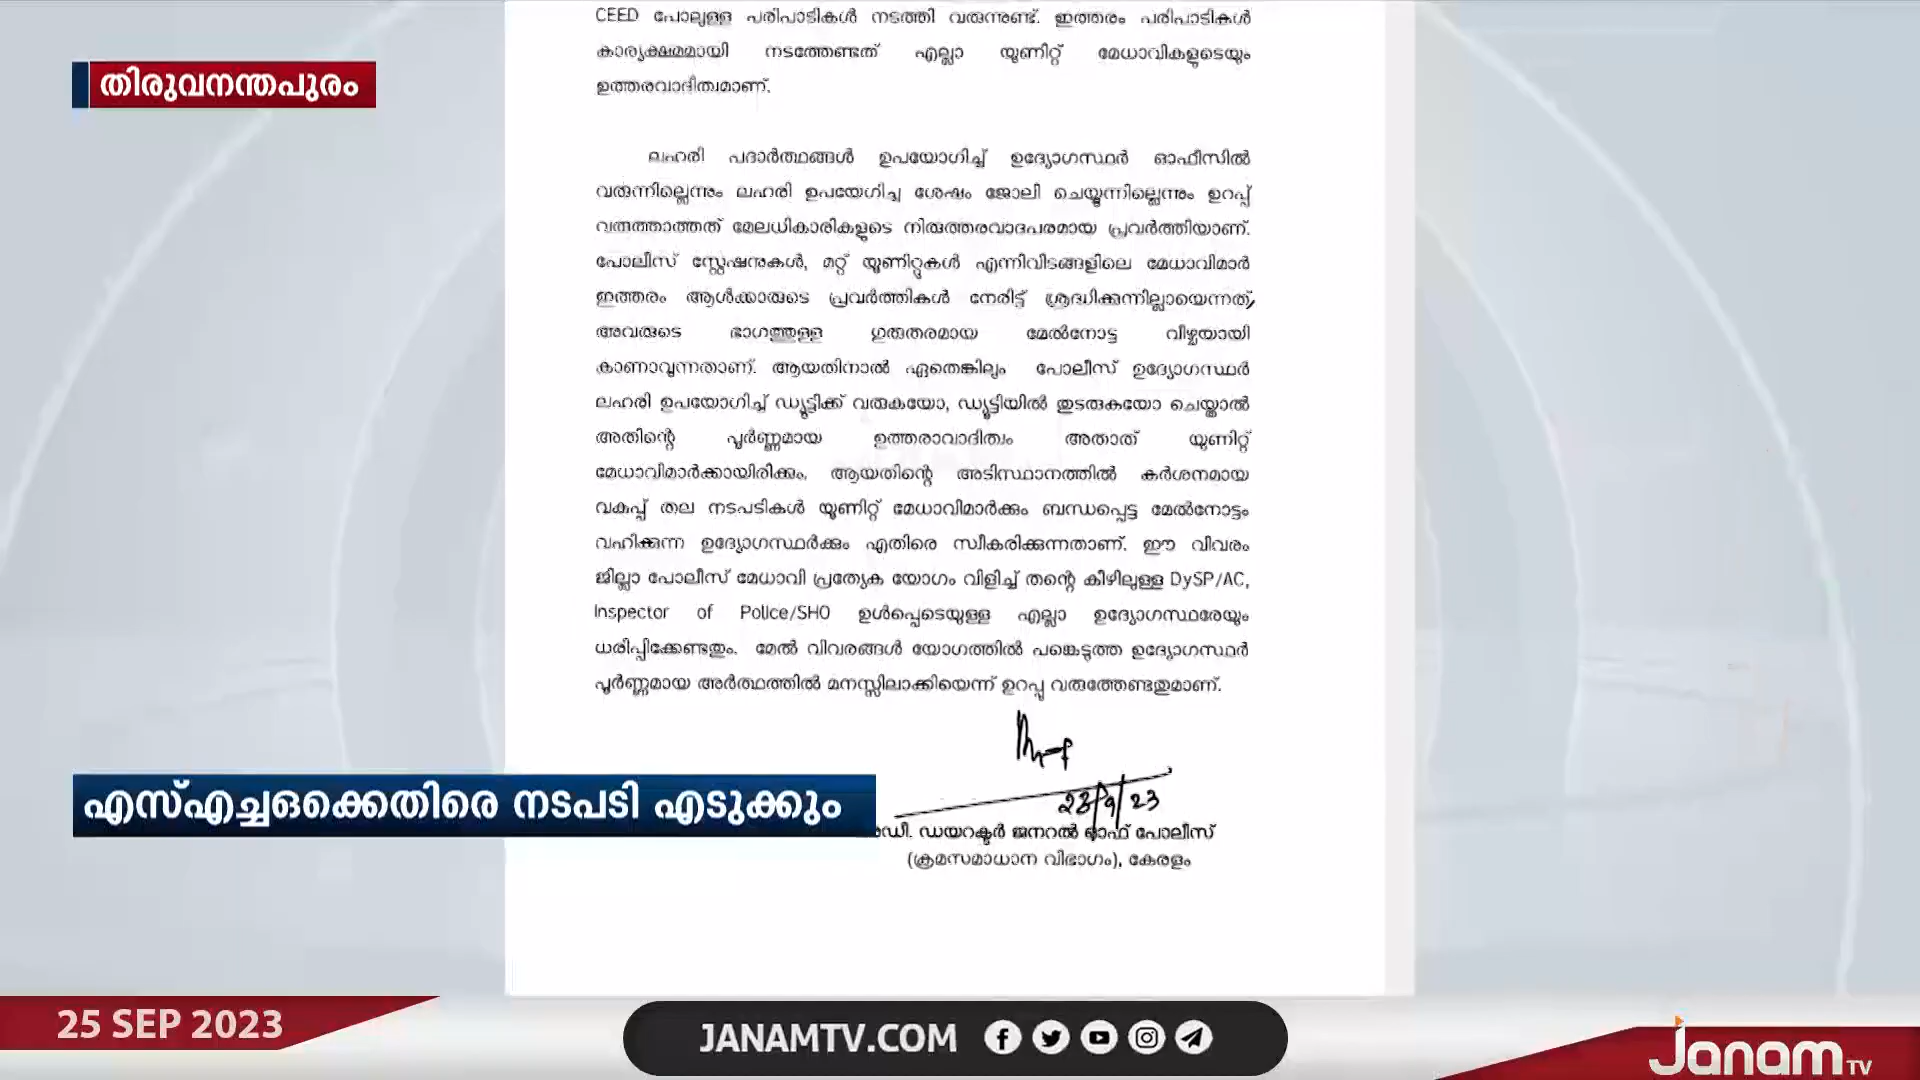 തിരുവനന്തപുരം
CEED പോലുള്ള പരിപാടികൾ നടത്തി വരുന്നുണ്ട്. ഇത്തരം പരിപാടികൾ
കാര്യക്ഷമമായി നടത്തേണ്ടത് എല്ലാ യൂണിറ്റ് മേധാവികളുടെയും
ഉത്തരവാദിത്വമാണ്.
ലഹരി പദാർത്ഥങ്ങൾ ഉപയോഗിച്ച് ഉദ്യോഗസ്ഥർ ഓഫീസിൽ
വരുന്നില്ലെന്നും ലഹരി ഉപയേഗിച്ച ശേഷം ജോലി ചെയ്യുന്നില്ലെന്നും ഉറപ്പ്
വരുത്താത്തത് മേലധികാരികളുടെ നിരുത്തരവാദപരമായ പ്രവർത്തിയാണ്.
പോലീസ് സ്റ്റേഷനുകൾ, മറ്റ് യൂണിറ്റുകൾ എന്നിവിടങ്ങളിലെ മേധാവിമാർ
ഇത്തരം ആൾക്കാരുടെ പ്രവർത്തികൾ നേരിട്ട് ശ്രദ്ധിക്കുന്നില്ലായെന്നത്,
അവരുടെ ഭാഗത്തുള്ള ഗുരുതരമായ മേൽനോട്ട വീഴ്ചയായി
കാണാവുന്നതാണ്. ആയതിനാൽ ഏതെങ്കിലും പോലീസ് ഉദ്യോഗസ്ഥർ
ലഹരി ഉപയോഗിച്ച് ഡ്യുട്ടിക്ക് വരുകയോ, ഡ്യൂട്ടിയിൽ തുടരുകയോ ചെയ്താൽ
അതിന്റെ പൂർണ്ണമായ ഉത്തരാവാദിത്വം അതാത് യൂണിറ്റ്
മേധാവിമാർക്കായിരിക്കും. ആയതിന്റെ അടിസ്ഥാനത്തിൽ കർശനമായ
വകുപ്പ് തല നടപടികൾ യൂണിറ്റ് മേധാവിമാർക്കും ബന്ധപ്പെട്ട മേൽനോട്ടം
വഹിക്കുന്ന ഉദ്യോഗസ്ഥർക്കും എതിരെ സ്വീകരിക്കുന്നതാണ്. ഈ വിവരം
ജില്ലാ പോലീസ് മേധാവി പ്രത്യേക യോഗം വിളിച്ച് തന്റെ കീഴിലുള്ള DySP/AC,
Inspector of Police/SHO ഉൾപ്പെടെയുള്ള എല്ലാ ഉദ്യോഗസ്ഥരേയും
ധരിപ്പിക്കേണ്ടതും. മേൽ വിവരങ്ങൾ യോഗത്തിൽ പങ്കെടുത്ത ഉദ്യോഗസ്ഥർ
പൂർണ്ണമായ അർത്ഥത്തിൽ മനസ്സിലാക്കിയെന്ന് ഉറപ്പു വരുത്തേണ്ടതുമാണ്.
23/9/23
എസ്എച്ചഒക്കെതിരെ നടപടി എടുക്കും
ഡീ. ഡയറക്ടർ ജനറൽ ഓഫ് പോലീസ്
(ക്രമസമാധാന വിഭാഗം), കേരളം
25 SEP 2023
JANAMTV.COM
Janam TV